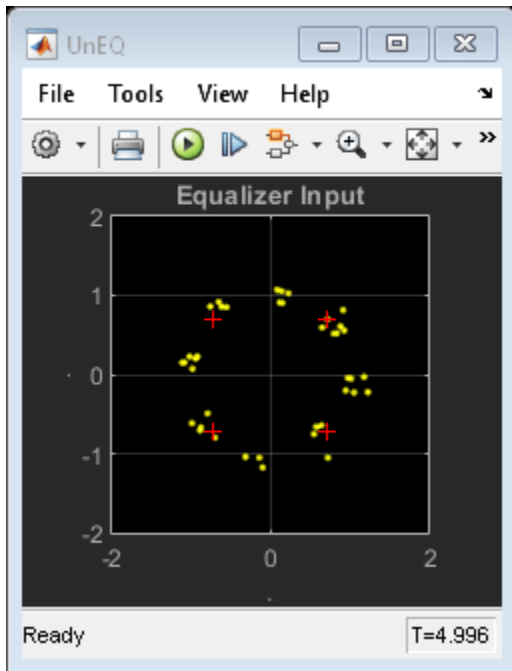 UnEQ
File Tools View Help
Equalizer Input
2
1
0
-1
-2
-2 0 2
Ready T=4.996